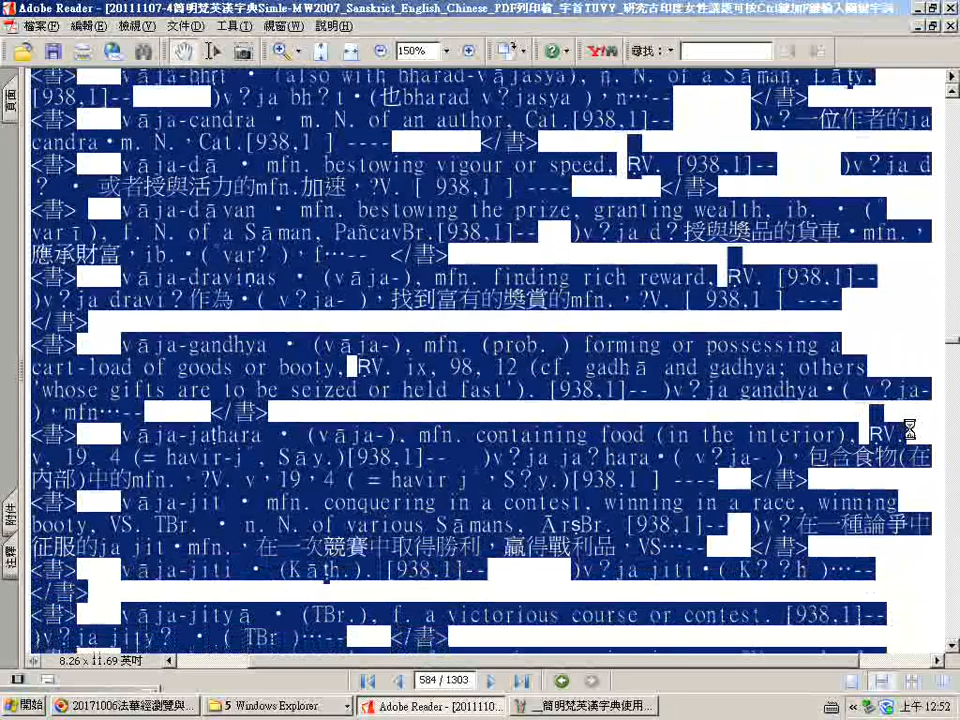 Adobe Reader - [20111107-4簡明梵英漢字典Simle-MW2007_Sanskrit_English_Chinese_PDF列印檔_字首TUVY_研究古印度女性議題可按Ctrl鍵加F鍵輸入關鍵字詞
檔案(F) 編輯(E) 檢視(V) 文件(D) 工具(T) 視窗(W) 說明(H)
150% Y! 尋找：
頁面
附件
註釋
<書> vāja-bhṛt • (also with bharad-vājasya), n. N. of a Sāman, Lāṭy.
[938,1]-- )v?ja bh?t•(也bharad v?jasya )，n…-- </書>
<書> vāja-candra • m. N. of an author, Cat.[938,1]-- )v?一位作者的ja
candra•m. N.，Cat.[938,1 ] ---- </書>
<書> vāja-dā • mfn. bestowing vigour or speed, RV. [938,1]-- )v?ja d
? • 或者授與活力的mfn.加速，?V. [ 938,1 ] ---- </書>
<書> vāja-dāvan • mfn. bestowing the prize, granting wealth, ib. • (°
varī), f. N. of a Sāman, PañcavBr.[938,1]-- )v?ja d?授與獎品的貨車•mfn.，
應承財富，ib.•(°var?)，f…-- </書>
<書> vāja-draviṇas • (vāja-), mfn. finding rich reward, RV. [938,1]--
)v?ja dravi?作為•( v?ja- )，找到富有的獎賞的mfn.，?V. [ 938,1 ] ----
</書>
<書> vāja-gandhya • (vāja-), mfn. (prob. ) forming or possessing a
cart-load of goods or booty, RV. ix, 98, 12 (cf. gadhā and gadhya; others
'whose gifts are to be seized or held fast'). [938,1]-- )v?ja gandhya•( v?ja-
)，mfn…-- </書>
<書> vāja-jaṭhara • (vāja-), mfn. containing food (in the interior), RV.
v, 19, 4 (= havir-j°, Sāy.)[938,1]-- )v?ja ja?hara•( v?ja- )，包含食物(在
內部)中的mfn.，?V. v，19，4 ( = havir j°，S?y.)[938,1 ] ---- </書>
<書> vāja-jit • mfn. conquering in a contest, winning in a race, winning
booty, VS. TBr. • n. N. of various Sāmans, ĀrṣBr. [938,1]-- )v?在一種論爭中
征服的ja jit•mfn.，在一次競賽中取得勝利，贏得戰利品，VS…-- </書>
<書> vāja-jiti • (Kāṭh.). [938,1]-- )v?ja jiti•( K??h )…--
</書>
<書> vāja-jityā • (TBr.), f. a victorious course or contest. [938,1]--
)v?ja jity? •( TBr )…-- </書>
8.26 x 11.69 英吋
584 / 1303
開始 20171006法華經瀏覽與... 5 Windows Explorer Adobe Reader - [2011110... __簡明梵英漢字典使用... 上午 12:52